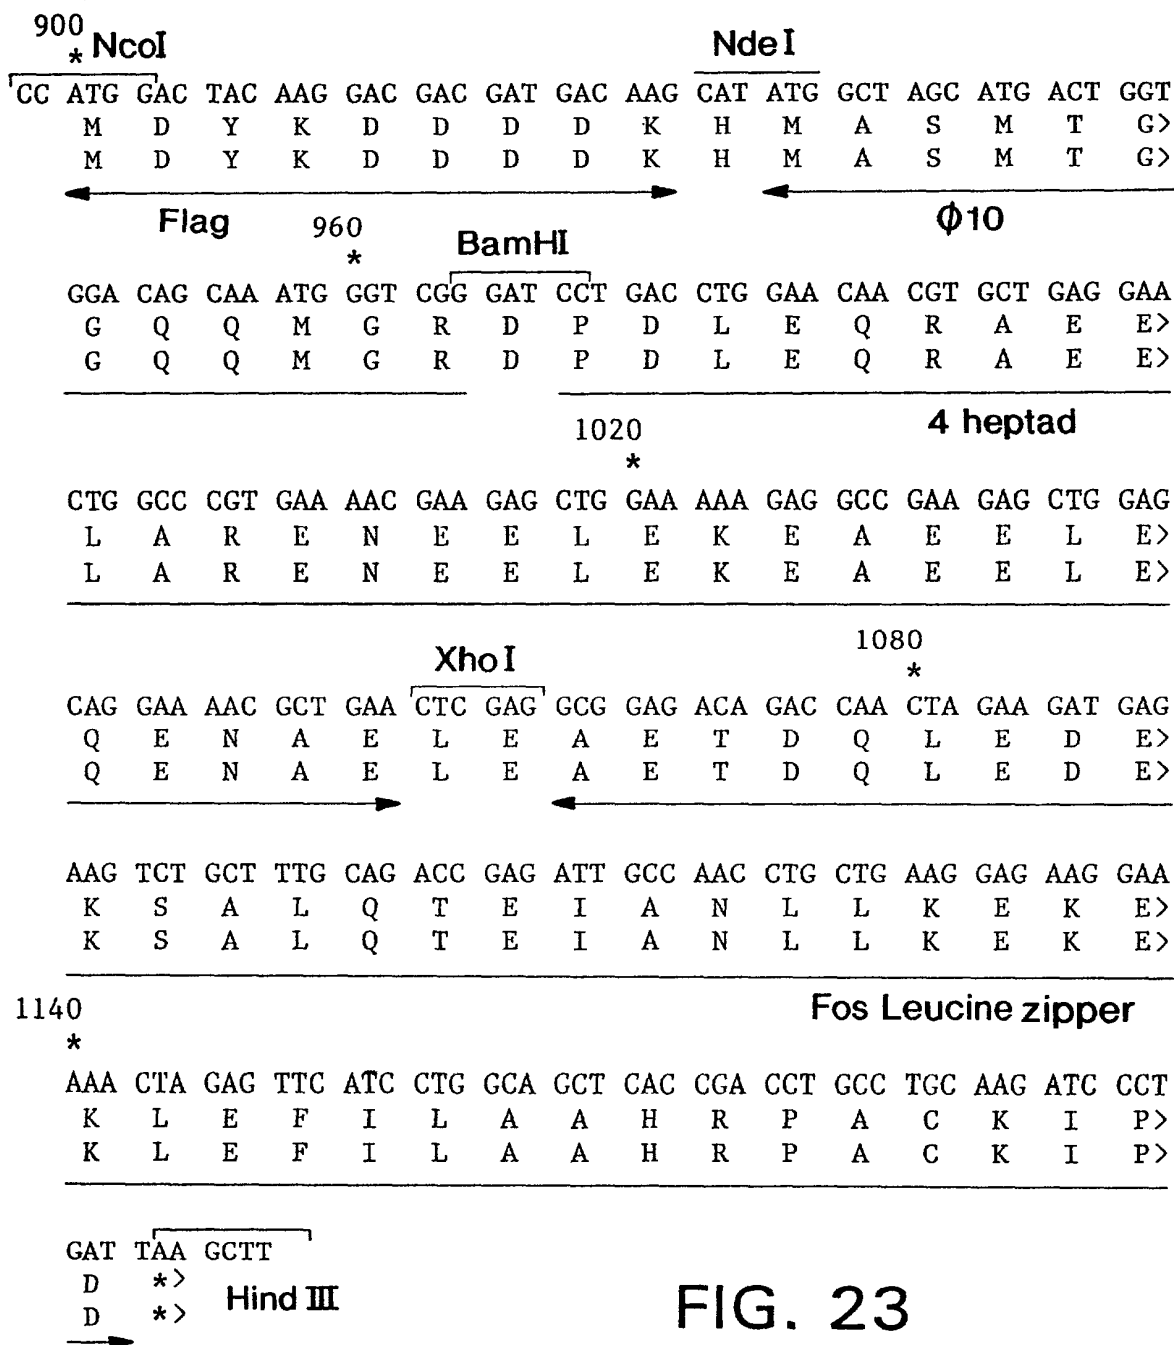 900
* NcoI NdeI
CC ATG GAC TAC AAG GAC GAC GAT GAC AAG CAT ATG GCT AGC ATG ACT GGT
M D Y K D D D D K H M A S M T G>
M D Y K D D D D K H M A S M T G>
Flag 960 Φ10
* BamHI
GGA CAG CAA ATG GGT CGG GAT CCT GAC CTG GAA CAA CGT GCT GAG GAA
G Q Q M G R D P D L E Q R A E E>
G Q Q M G R D P D L E Q R A E E>
1020 4 heptad
*
CTG GCC CGT GAA AAC GAA GAG CTG GAA AAA GAG GCC GAA GAG CTG GAG
L A R E N E E L E K E A E E L E>
L A R E N E E L E K E A E E L E>
XhoI 1080
*
CAG GAA AAC GCT GAA CTC GAG GCG GAG ACA GAC CAA CTA GAA GAT GAG
Q E N A E L E A E T D Q L E D E>
Q E N A E L E A E T D Q L E D E>
AAG TCT GCT TTG CAG ACC GAG ATT GCC AAC CTG CTG AAG GAG AAG GAA
K S A L Q T E I A N L L K E K E>
K S A L Q T E I A N L L K E K E>
1140 Fos Leucine zipper
*
AAA CTA GAG TTC ATC CTG GCA GCT CAC CGA CCT GCC TGC AAG ATC CCT
K L E F I L A A H R P A C K I P>
K L E F I L A A H R P A C K I P>
GAT TAA GCTT
D *>
D *> Hind III
FIG. 23